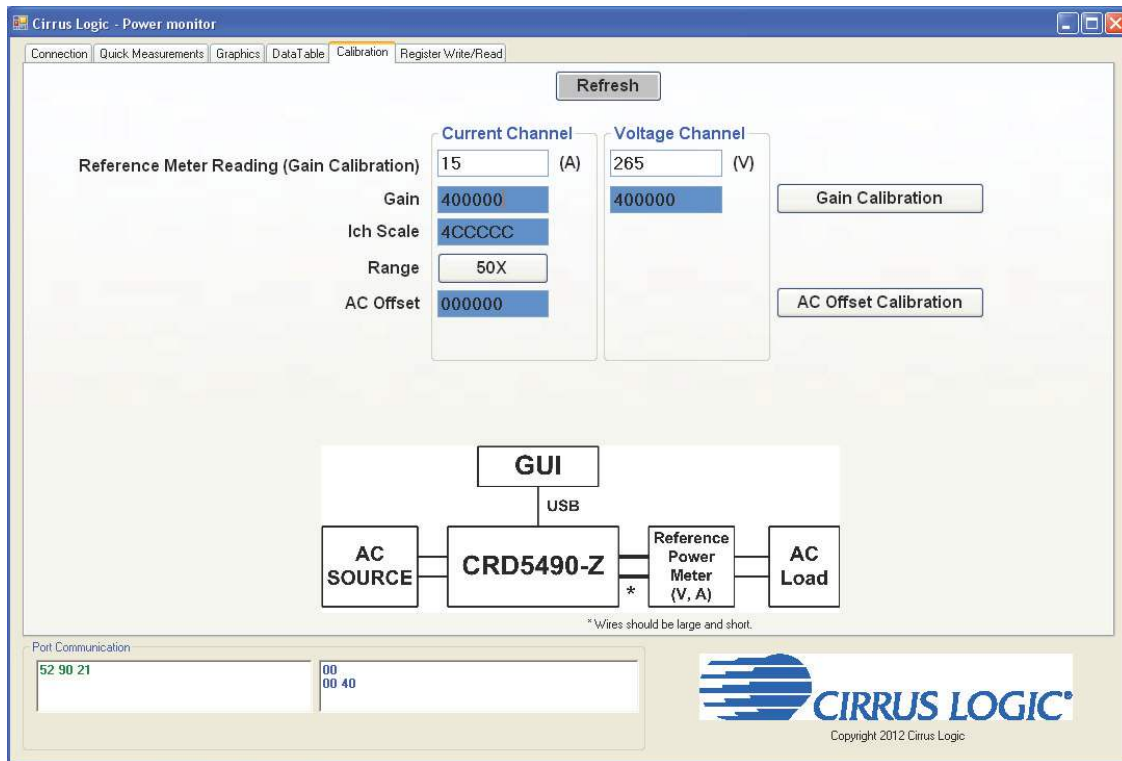 Cirrus Logic - Power monitor
Connection Quick Measurements Graphics DataTable Calibration Register Write/Read
Refresh
Current Channel Voltage Channel
Reference Meter Reading (Gain Calibration) 15 (A) 265 (V)
Gain 400000 400000 Gain Calibration
Ich Scale 4CCCCC
Range 50X
AC Offset 000000 AC Offset Calibration
GUI
USB
AC SOURCE
CRD5490-Z
*
Reference
Power
Meter
(V, A)
AC
Load
* Wires should be large and short.
Port Communication
52 90 21
00
00 40
CIRRUS LOGIC®
Copyright 2012 Cirrus Logic